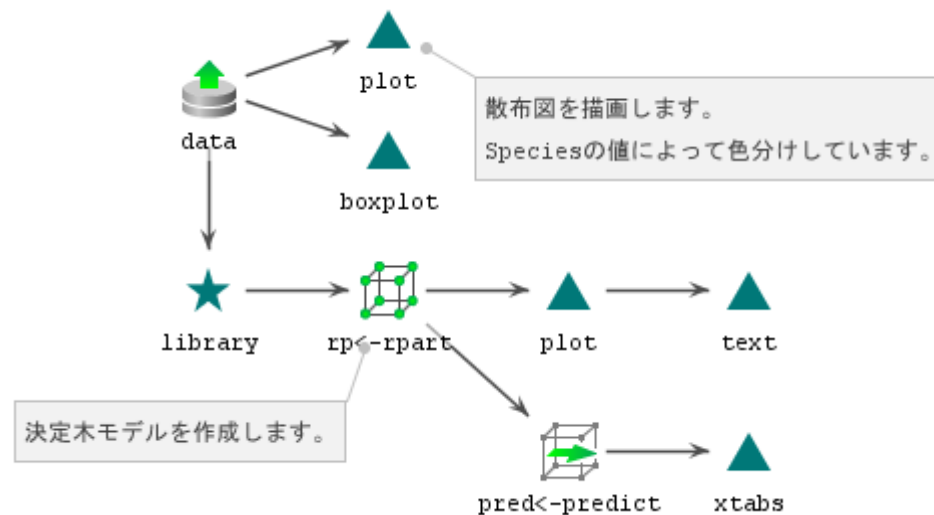 plot
data
散布図を描画します。
Speciesの値によって色分けしています。
boxplot
library
rp<-rpart
plot
text
決定木モデルを作成します。
pred<-predict
xtabs